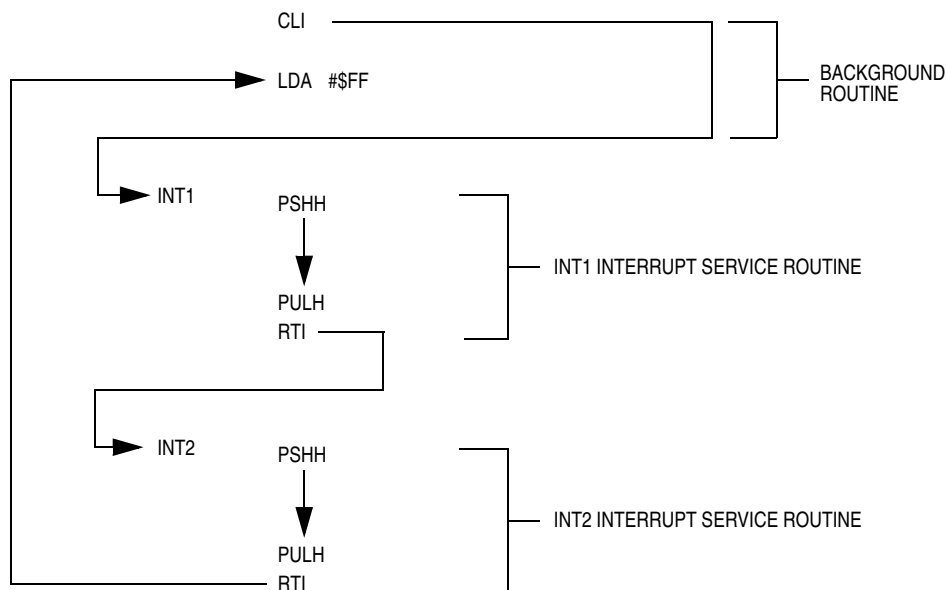 CLI
LDA #$FF
BACKGROUND
ROUTINE
INT1
PSHH
INT1 INTERRUPT SERVICE ROUTINE
PULH
RTI
INT2
PSHH
INT2 INTERRUPT SERVICE ROUTINE
PULH
RTI